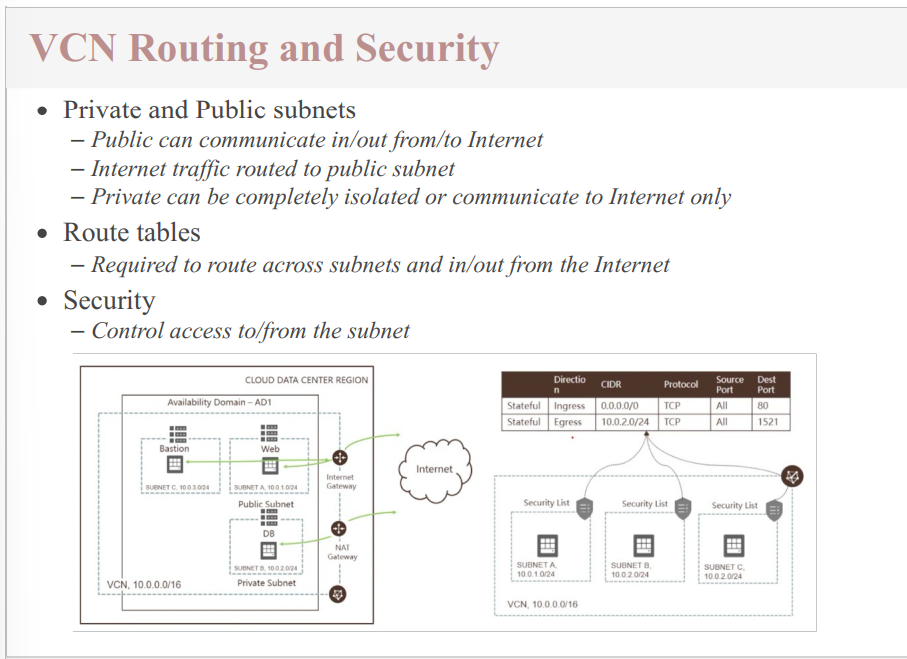 VCN Routing and Security
• Private and Public subnets
– Public can communicate in/out from/to Internet
– Internet traffic routed to public subnet
– Private can be completely isolated or communicate to Internet only
• Route tables
– Required to route across subnets and in/out from the Internet
• Security
– Control access to/from the subnet
CLOUD DATA CENTER REGION
Availability Domain – AD1
Bastion
SUBNET C, 10.0.3.0/24
Web
SUBNET A, 10.0.1.0/24
Public Subnet
DB
SUBNET B, 10.0.2.0/24
Private Subnet
VCN, 10.0.0.0/16
Internet
Gateway
NAT
Gateway
Internet
Directio
n
CIDR
Protocol
Source
Port
Dest
Port
Stateful Ingress 0.0.0.0/0 TCP All 80
Stateful Egress 10.0.2.0/24 TCP All 1521
Security List
Security List
Security List
SUBNET A,
10.0.1.0/24
SUBNET B,
10.0.2.0/24
SUBNET C,
10.0.2.0/24
VCN, 10.0.0.0/16